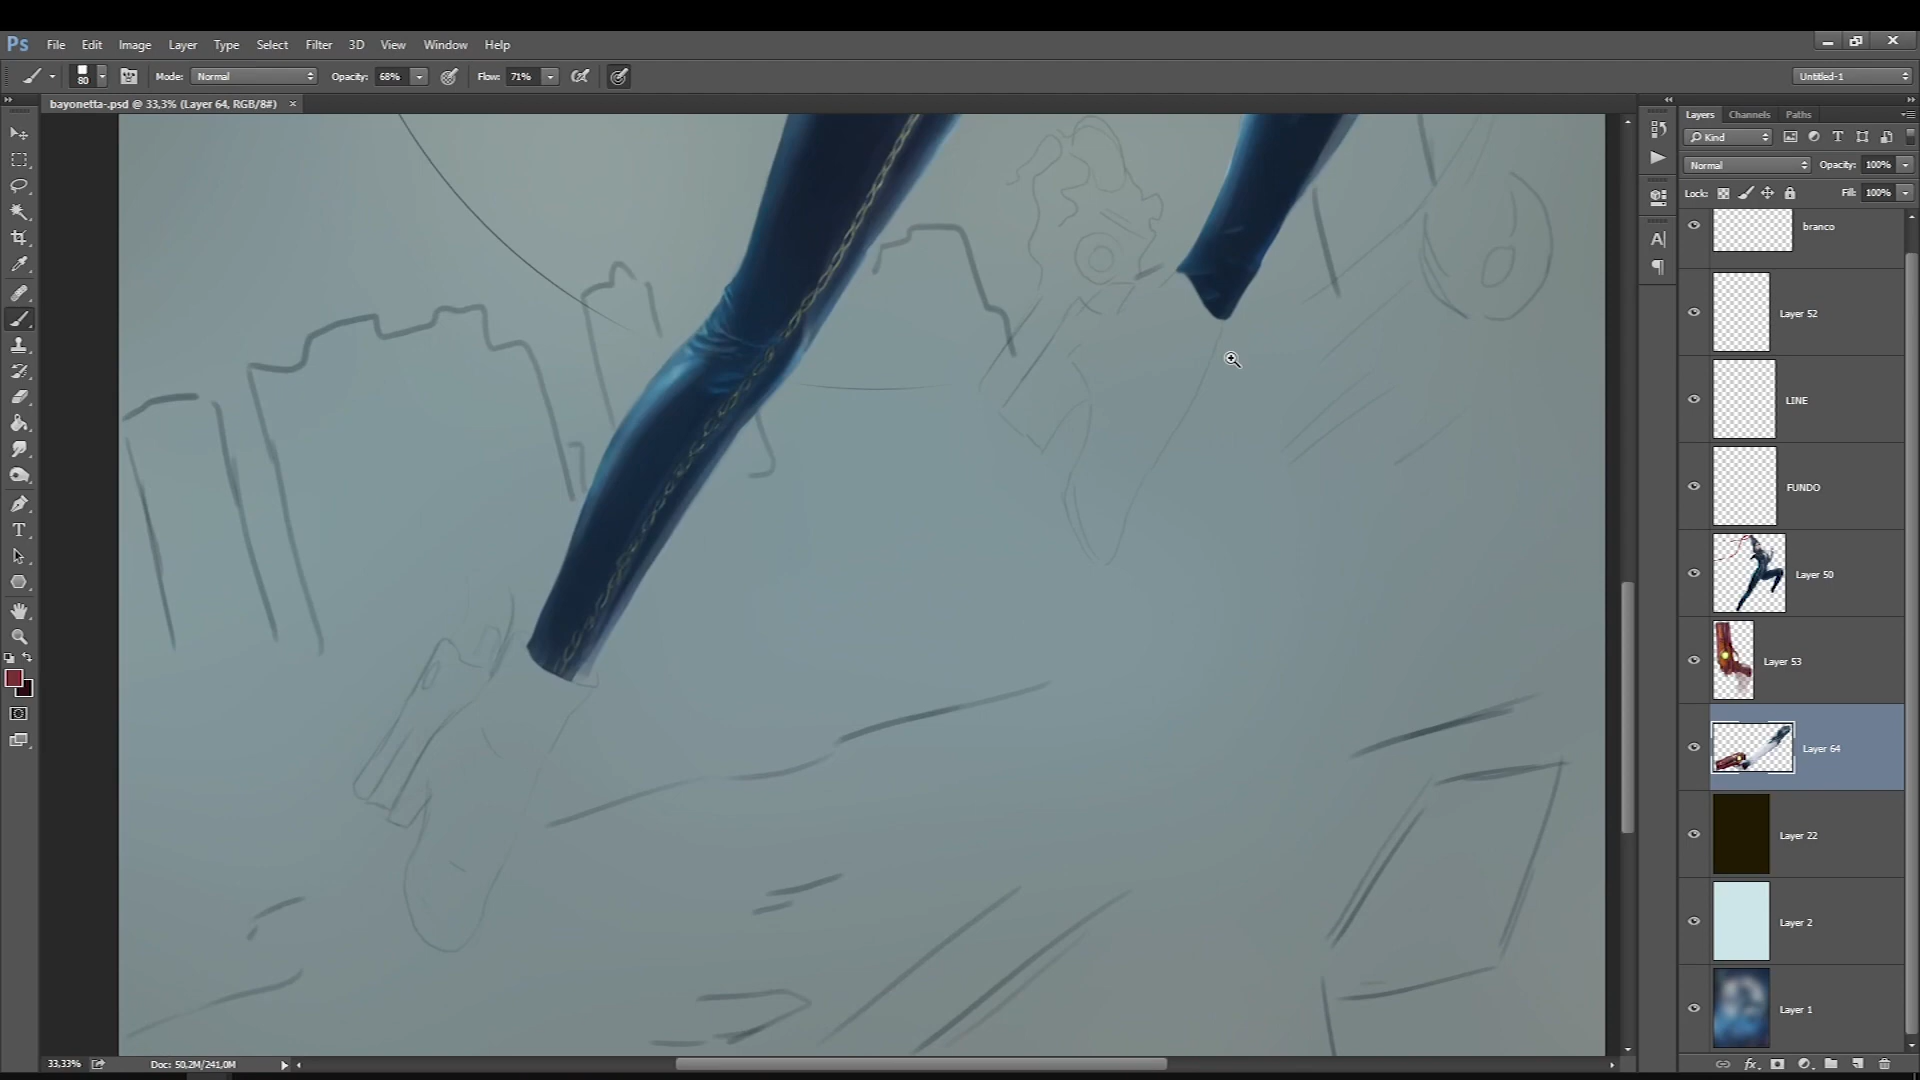 Ps File Edit Image Layer Type Select Filter 3D View Window Help
80 Mode: Normal Opacity: 68% Flow: 71% Untitled-1
bayonetta-.psd @ 33,3% (Layer 64, RGB/8#) ×
Layers Channels Paths
Kind
Normal Opacity: 100%
Lock: Fill: 100%
branco
Layer 52
LINE
FUNDO
Layer 50
Layer 53
Layer 64
Layer 22
Layer 2
Layer 1
33,33% Doc: 50,2M/241,0M